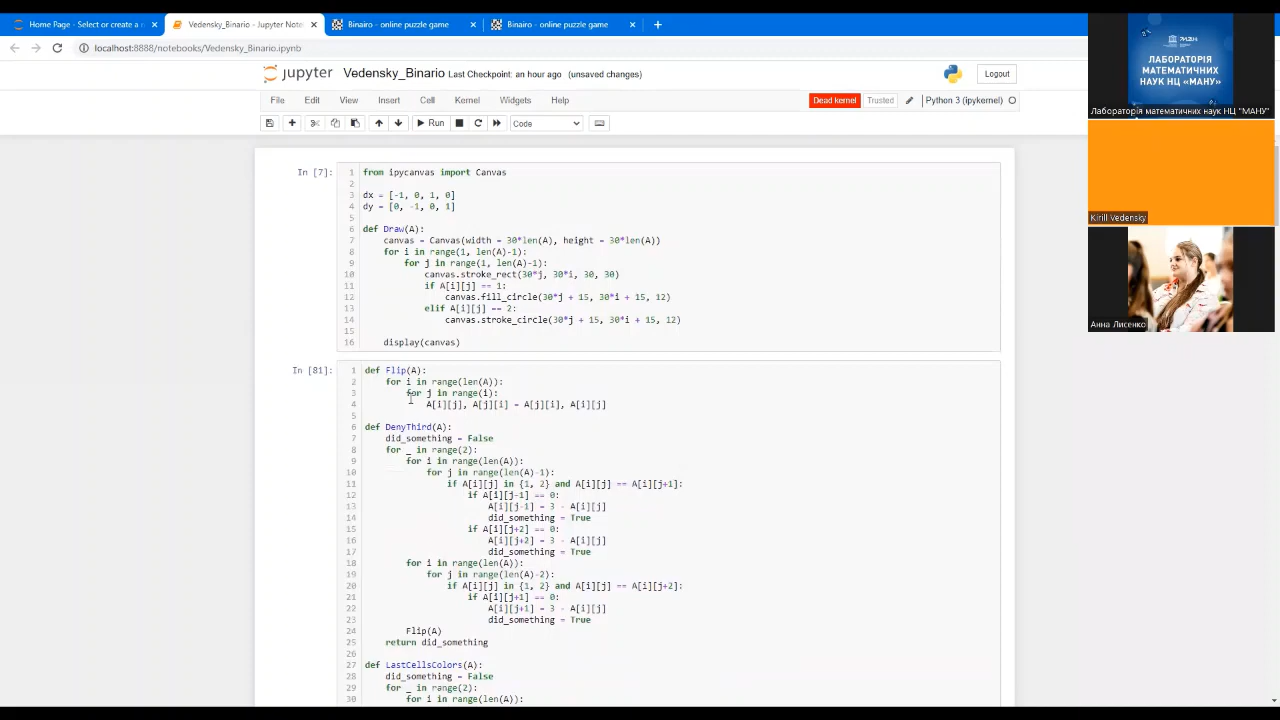 Home Page - Select or create a n
Vedensky_Binario - Jupyter Note
Binairo - online puzzle game
Binairo - online puzzle game
localhost:8888/notebooks/Vedensky_Binario.ipynb
jupyter Vedensky_Binario Last Checkpoint: an hour ago (unsaved changes)
Logout
File Edit View Insert Cell Kernel Widgets Help
Dead kernel Trusted Python 3 (ipykernel)
Run Code
In [7]:
1 from ipycanvas import Canvas
2
3 dx = [-1, 0, 1, 0]
4 dy = [0, -1, 0, 1]
5
6 def Draw(A):
7 canvas = Canvas(width = 30*len(A), height = 30*len(A))
8 for i in range(1, len(A)-1):
9 for j in range(1, len(A)-1):
10 canvas.stroke_rect(30*j, 30*i, 30, 30)
11 if A[i][j] == 1:
12 canvas.fill_circle(30*j + 15, 30*i + 15, 12)
13 elif A[i][j] == 2:
14 canvas.stroke_circle(30*j + 15, 30*i + 15, 12)
15
16 display(canvas)
In [81]:
1 def Flip(A):
2 for i in range(len(A)):
3 for j in range(i):
4 A[i][j], A[j][i] = A[j][i], A[i][j]
5
6 def DenyThird(A):
7 did_something = False
8 for _ in range(2):
9 for i in range(len(A)):
10 for j in range(len(A)-1):
11 if A[i][j] in {1, 2} and A[i][j] == A[i][j+1]:
12 if A[i][j-1] == 0:
13 A[i][j-1] = 3 - A[i][j]
14 did_something = True
15 if A[i][j+2] == 0:
16 A[i][j+2] = 3 - A[i][j]
17 did_something = True
18 for i in range(len(A)):
19 for j in range(len(A)-2):
20 if A[i][j] in {1, 2} and A[i][j] == A[i][j+2]:
21 if A[i][j+1] == 0:
22 A[i][j+1] = 3 - A[i][j]
23 did_something = True
24 Flip(A)
25 return did_something
26
27 def LastCellsColors(A):
28 did_something = False
29 for _ in range(2):
30 for i in range(len(A)):
ЛАБОРАТОРІЯ
МАТЕМАТИЧНИХ
НАУК НЦ «МАНУ»
Лабораторія математичних наук НЦ "МАНУ"
Kirill Vedensky
Анна Лисенко